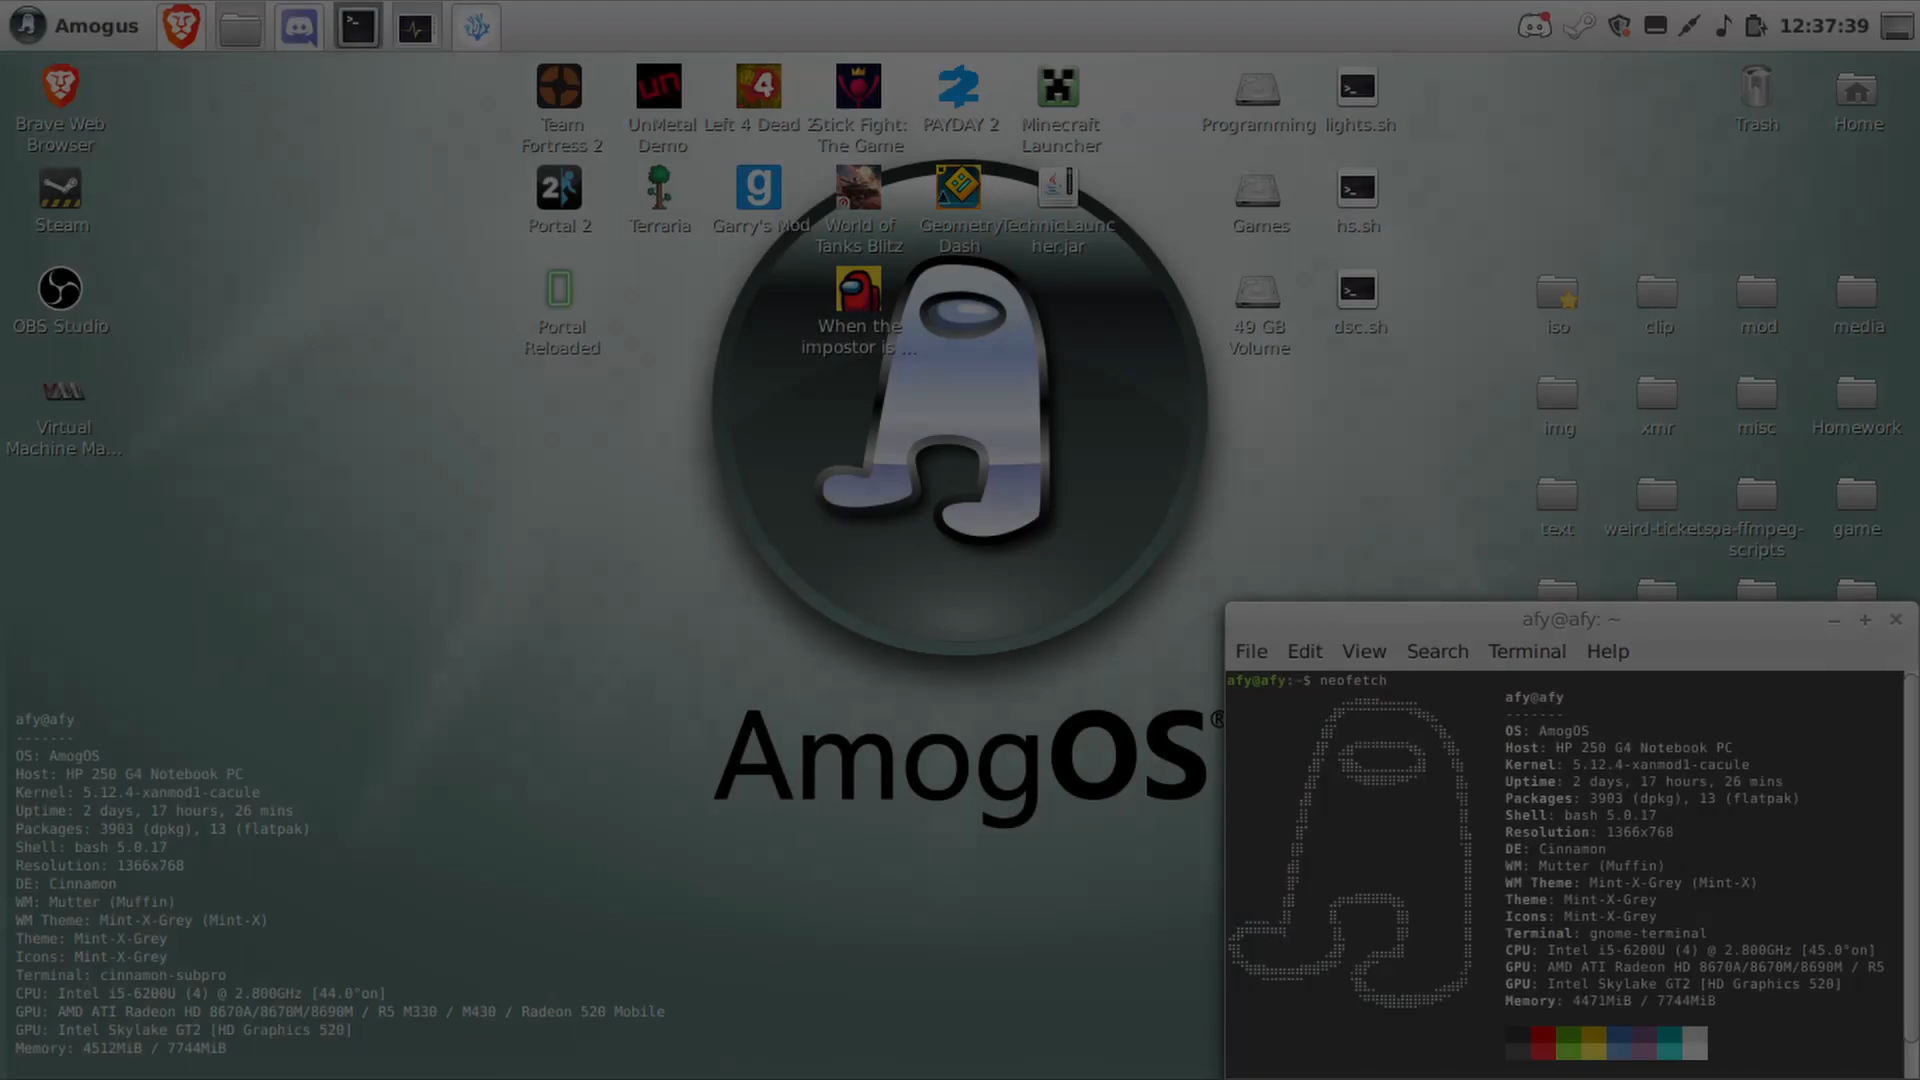 Amogus
12:37:39
Brave Web
Browser
Steam
OBS Studio
Virtual
Machine Ma...
Team
Fortress 2
UnMetal
Demo
Left 4 Dead 2
Stick Fight:
The Game
PAYDAY 2
Minecraft
Launcher
Portal 2
Terraria
Garry's Mod
World of
Tanks Blitz
Geometry
Dash
TechnicLaunc
her.jar
Portal
Reloaded
When the
impostor is ...
Programming
lights.sh
Games
hs.sh
49 GB
Volume
dsc.sh
Trash
Home
iso
clip
mod
media
img
xmr
misc
Homework
text
weird-tickets
pa-ffmpeg-
scripts
game
AmogOS®
afy@afy
-------
OS: AmogOS
Host: HP 250 G4 Notebook PC
Kernel: 5.12.4-xanmod1-cacule
Uptime: 2 days, 17 hours, 26 mins
Packages: 3903 (dpkg), 13 (flatpak)
Shell: bash 5.0.17
Resolution: 1366x768
DE: Cinnamon
WM: Mutter (Muffin)
WM Theme: Mint-X-Grey (Mint-X)
Theme: Mint-X-Grey
Icons: Mint-X-Grey
Terminal: cinnamon-subpro
CPU: Intel i5-6200U (4) @ 2.800GHz [44.0°on]
GPU: AMD ATI Radeon HD 8670A/8670M/8690M / R5 M330 / M430 / Radeon 520 Mobile
GPU: Intel Skylake GT2 [HD Graphics 520]
Memory: 4512MiB / 7744MiB
afy@afy: ~
File Edit View Search Terminal Help
afy@afy:~$ neofetch
afy@afy
-------
OS: AmogOS
Host: HP 250 G4 Notebook PC
Kernel: 5.12.4-xanmod1-cacule
Uptime: 2 days, 17 hours, 26 mins
Packages: 3903 (dpkg), 13 (flatpak)
Shell: bash 5.0.17
Resolution: 1366x768
DE: Cinnamon
WM: Mutter (Muffin)
WM Theme: Mint-X-Grey (Mint-X)
Theme: Mint-X-Grey
Icons: Mint-X-Grey
Terminal: gnome-terminal
CPU: Intel i5-6200U (4) @ 2.800GHz [45.0°on]
GPU: AMD ATI Radeon HD 8670A/8670M/8690M / R5
GPU: Intel Skylake GT2 [HD Graphics 520]
Memory: 4471MiB / 7744MiB